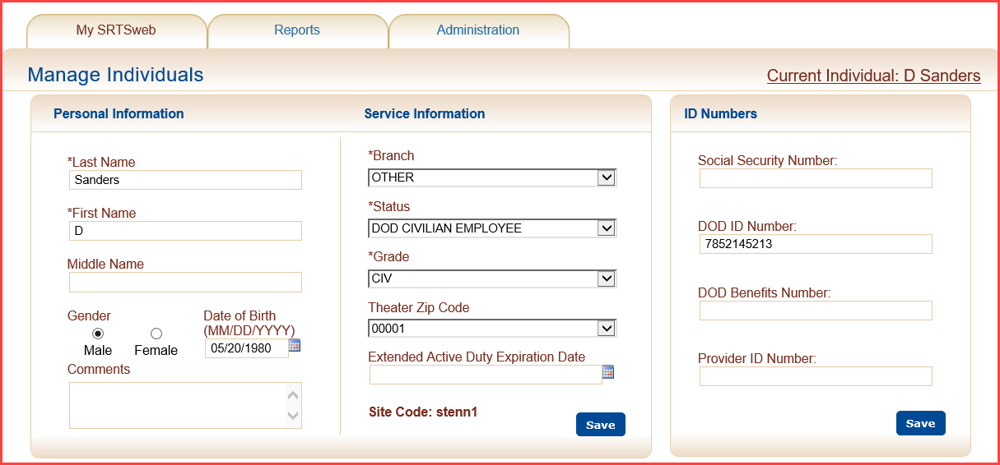 My SRTSweb
Reports
Administration
Manage Individuals
Current Individual: D Sanders
Personal Information
*Last Name
Sanders
*First Name
D
Middle Name
Gender
Male
Female
Date of Birth
(MM/DD/YYYY)
05/20/1980
Comments
Service Information
*Branch
OTHER
*Status
DOD CIVILIAN EMPLOYEE
*Grade
CIV
Theater Zip Code
00001
Extended Active Duty Expiration Date
Site Code: stenn1
Save
ID Numbers
Social Security Number:
DOD ID Number:
7852145213
DOD Benefits Number:
Provider ID Number:
Save